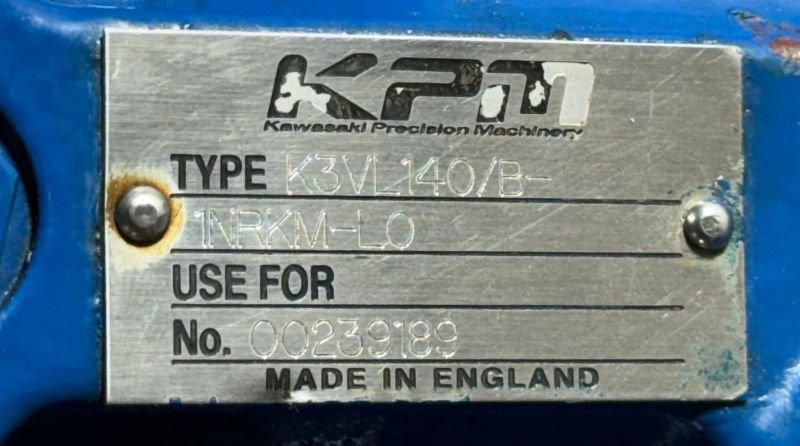 KPM
Kawasaki Precision Machinery
TYPE K3VL140/B-
1NRKM-L0
USE FOR
No. 00239189
MADE IN ENGLAND